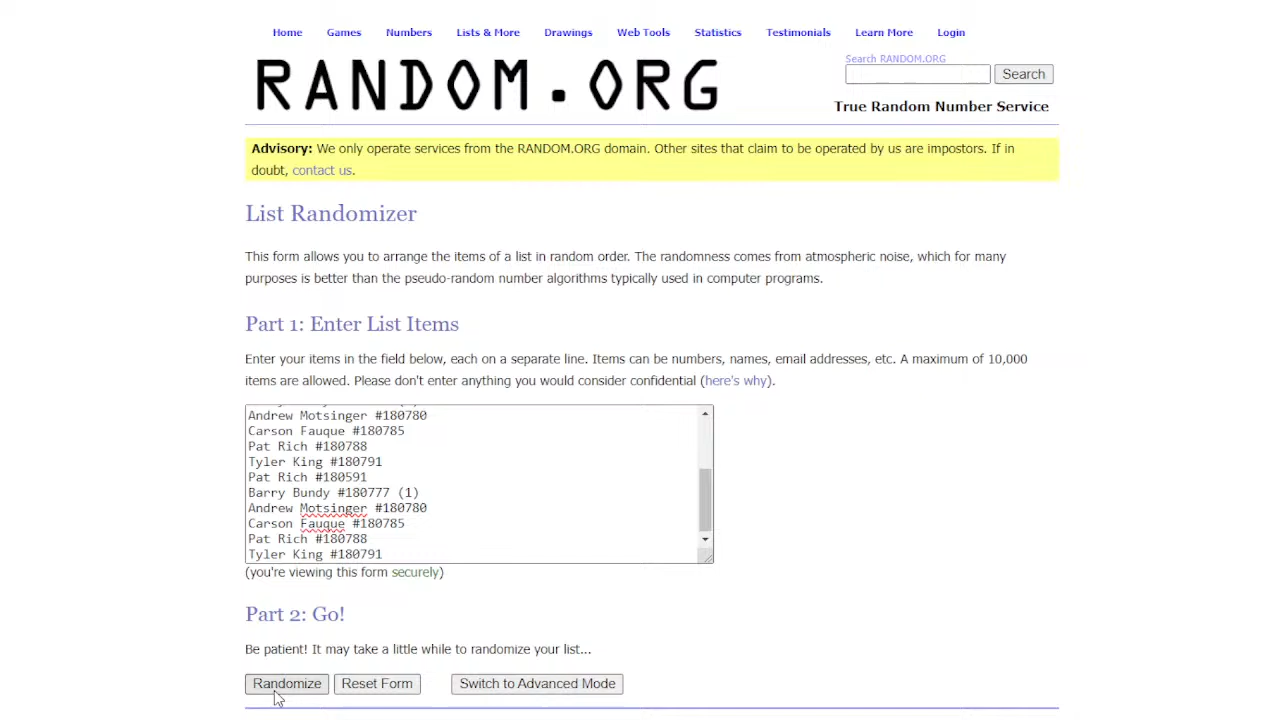 Home Games Numbers Lists & More Drawings Web Tools Statistics Testimonials Learn More Login
RANDOM.ORG
Search RANDOM.ORG
Search
True Random Number Service
Advisory: We only operate services from the RANDOM.ORG domain. Other sites that claim to be operated by us are impostors. If in
doubt, contact us.
List Randomizer
This form allows you to arrange the items of a list in random order. The randomness comes from atmospheric noise, which for many
purposes is better than the pseudo-random number algorithms typically used in computer programs.
Part 1: Enter List Items
Enter your items in the field below, each on a separate line. Items can be numbers, names, email addresses, etc. A maximum of 10,000
items are allowed. Please don't enter anything you would consider confidential (here's why).
Andrew Motsinger #180780
Carson Fauque #180785
Pat Rich #180788
Tyler King #180791
Pat Rich #180591
Barry Bundy #180777 (1)
Andrew Motsinger #180780
Carson Fauque #180785
Pat Rich #180788
Tyler King #180791
(you're viewing this form securely)
Part 2: Go!
Be patient! It may take a little while to randomize your list...
Randomize Reset Form Switch to Advanced Mode